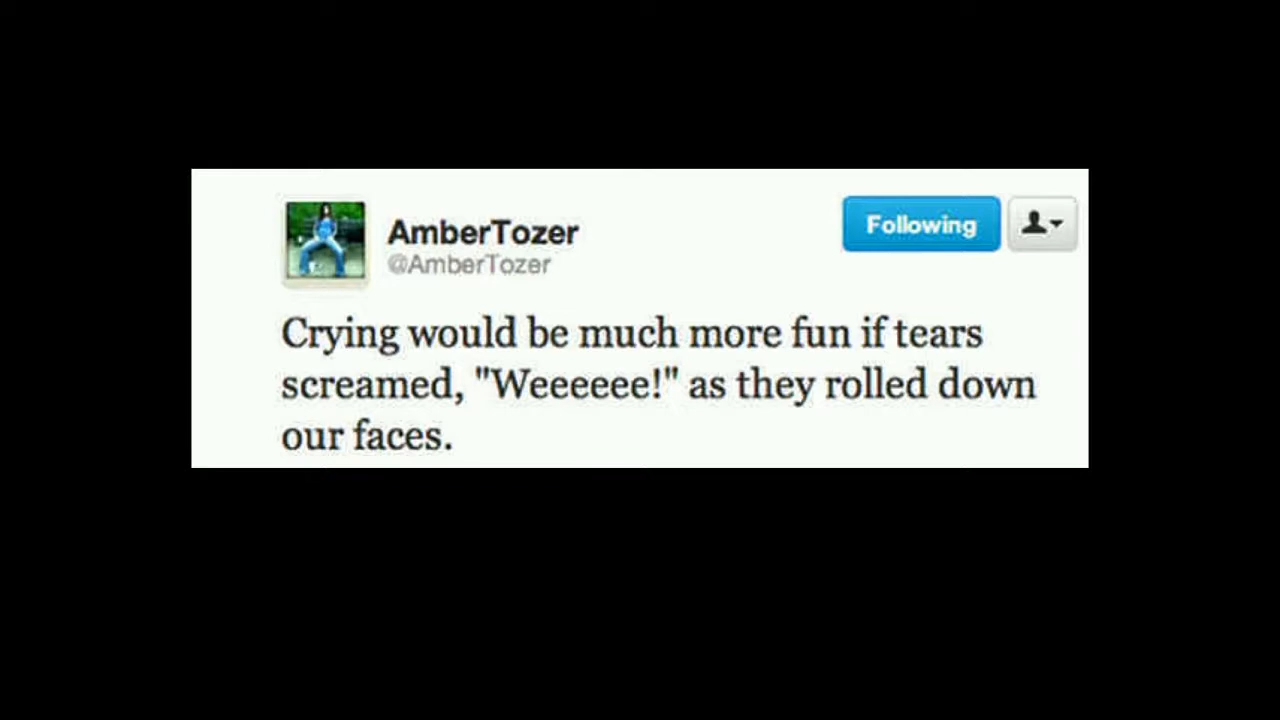 AmberTozer
Following
@AmberTozer
Crying would be much more fun if tears
screamed, "Weeeeee!" as they rolled down
our faces.